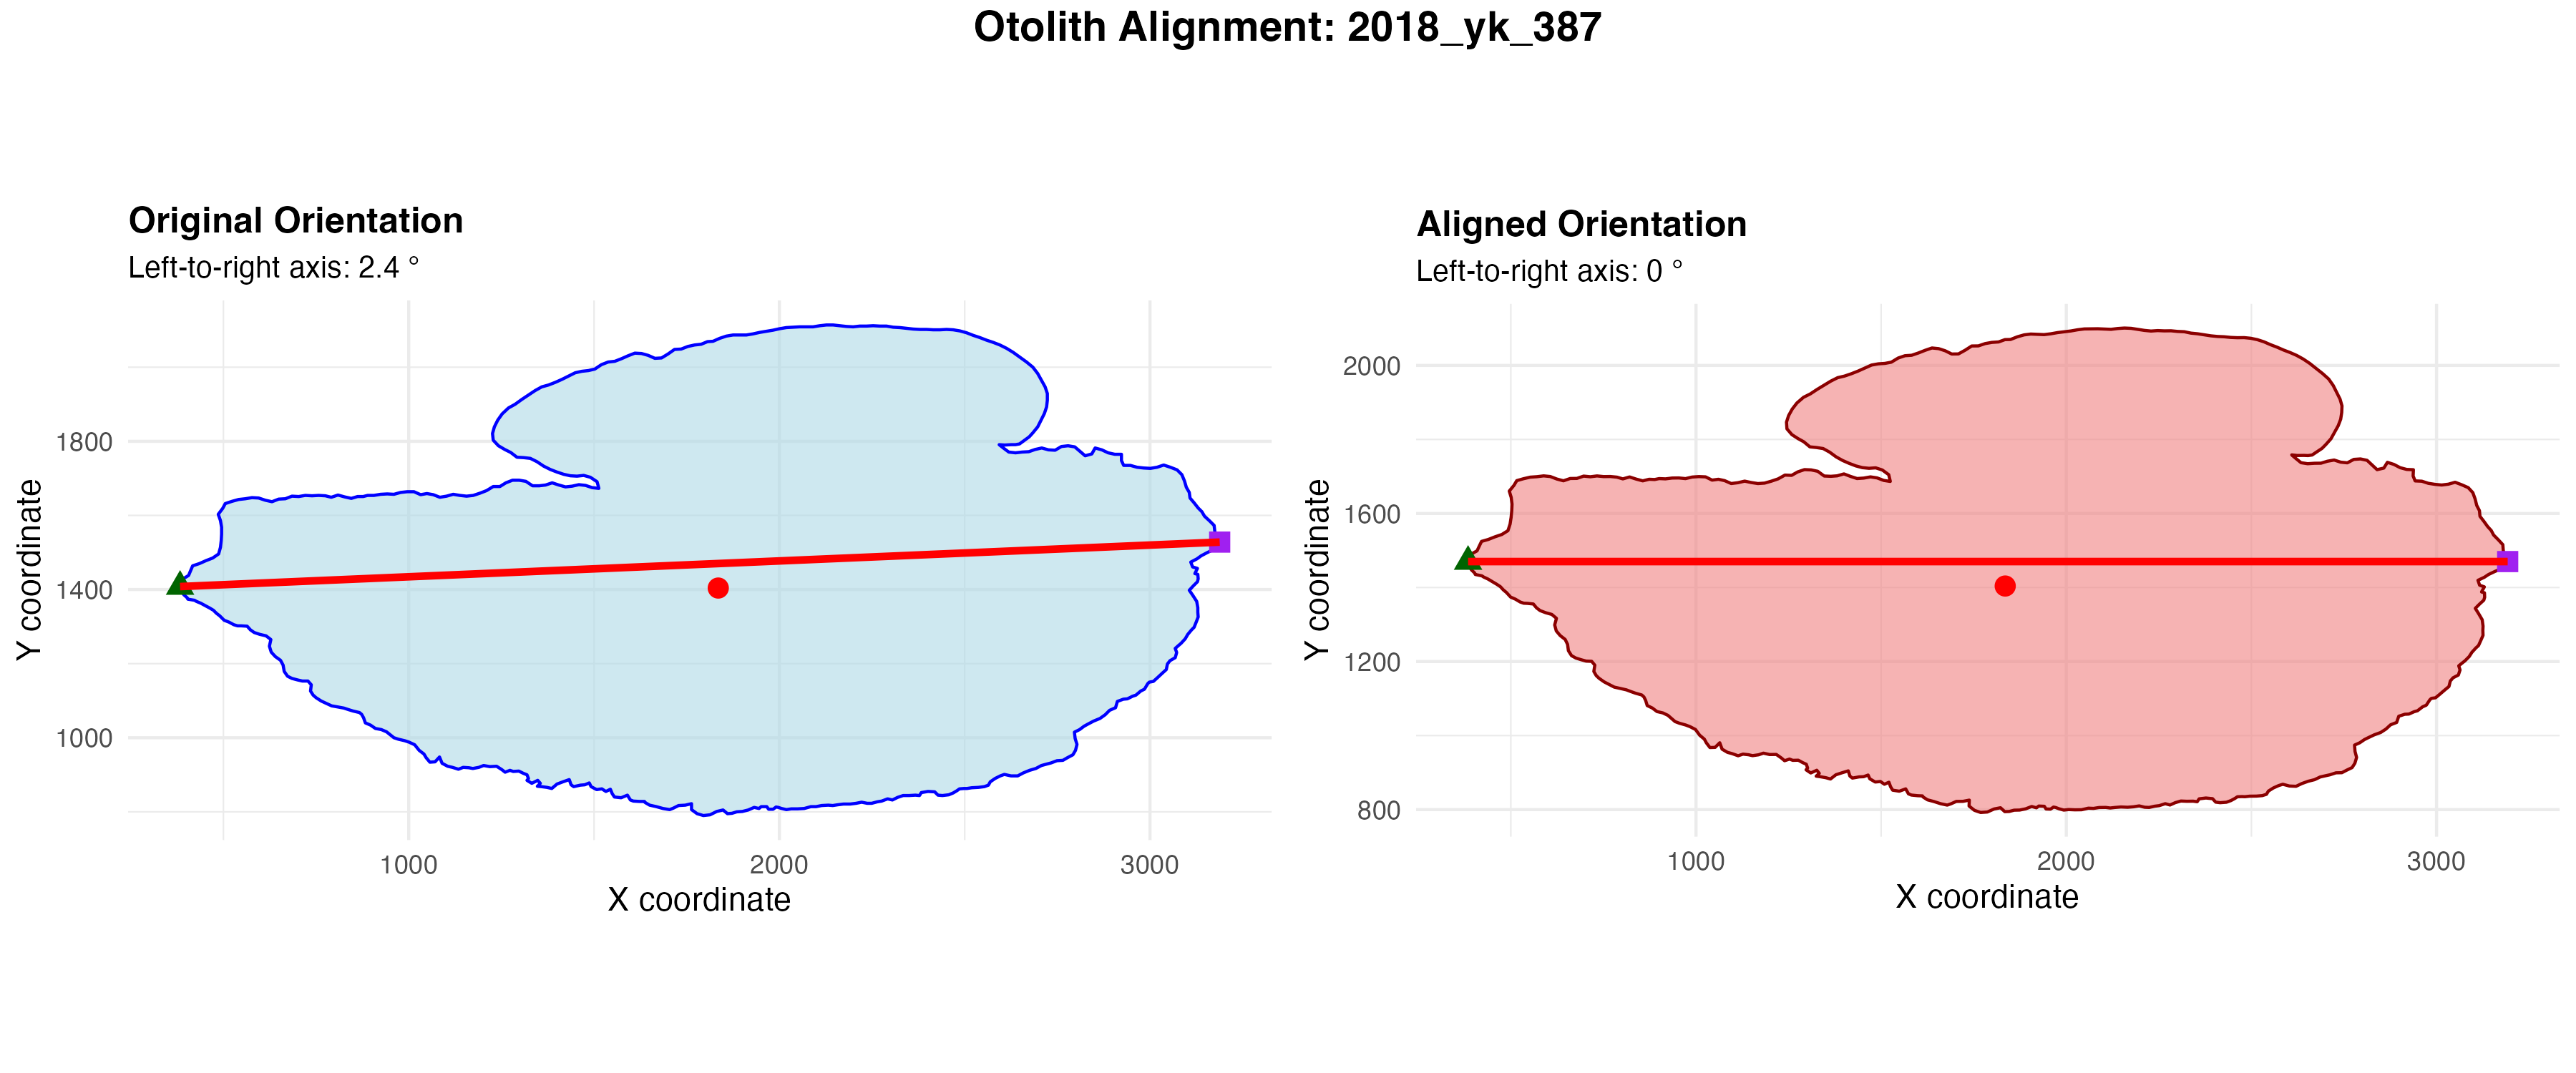 Otolith Alignment: 2018_yk_387
Original Orientation
Left-to-right axis: 2.4 °
Y coordinate
1800
1400
1000
1000
2000
3000
X coordinate
Aligned Orientation
Left-to-right axis: 0 °
Y coordinate
2000
1600
1200
800
1000
2000
3000
X coordinate